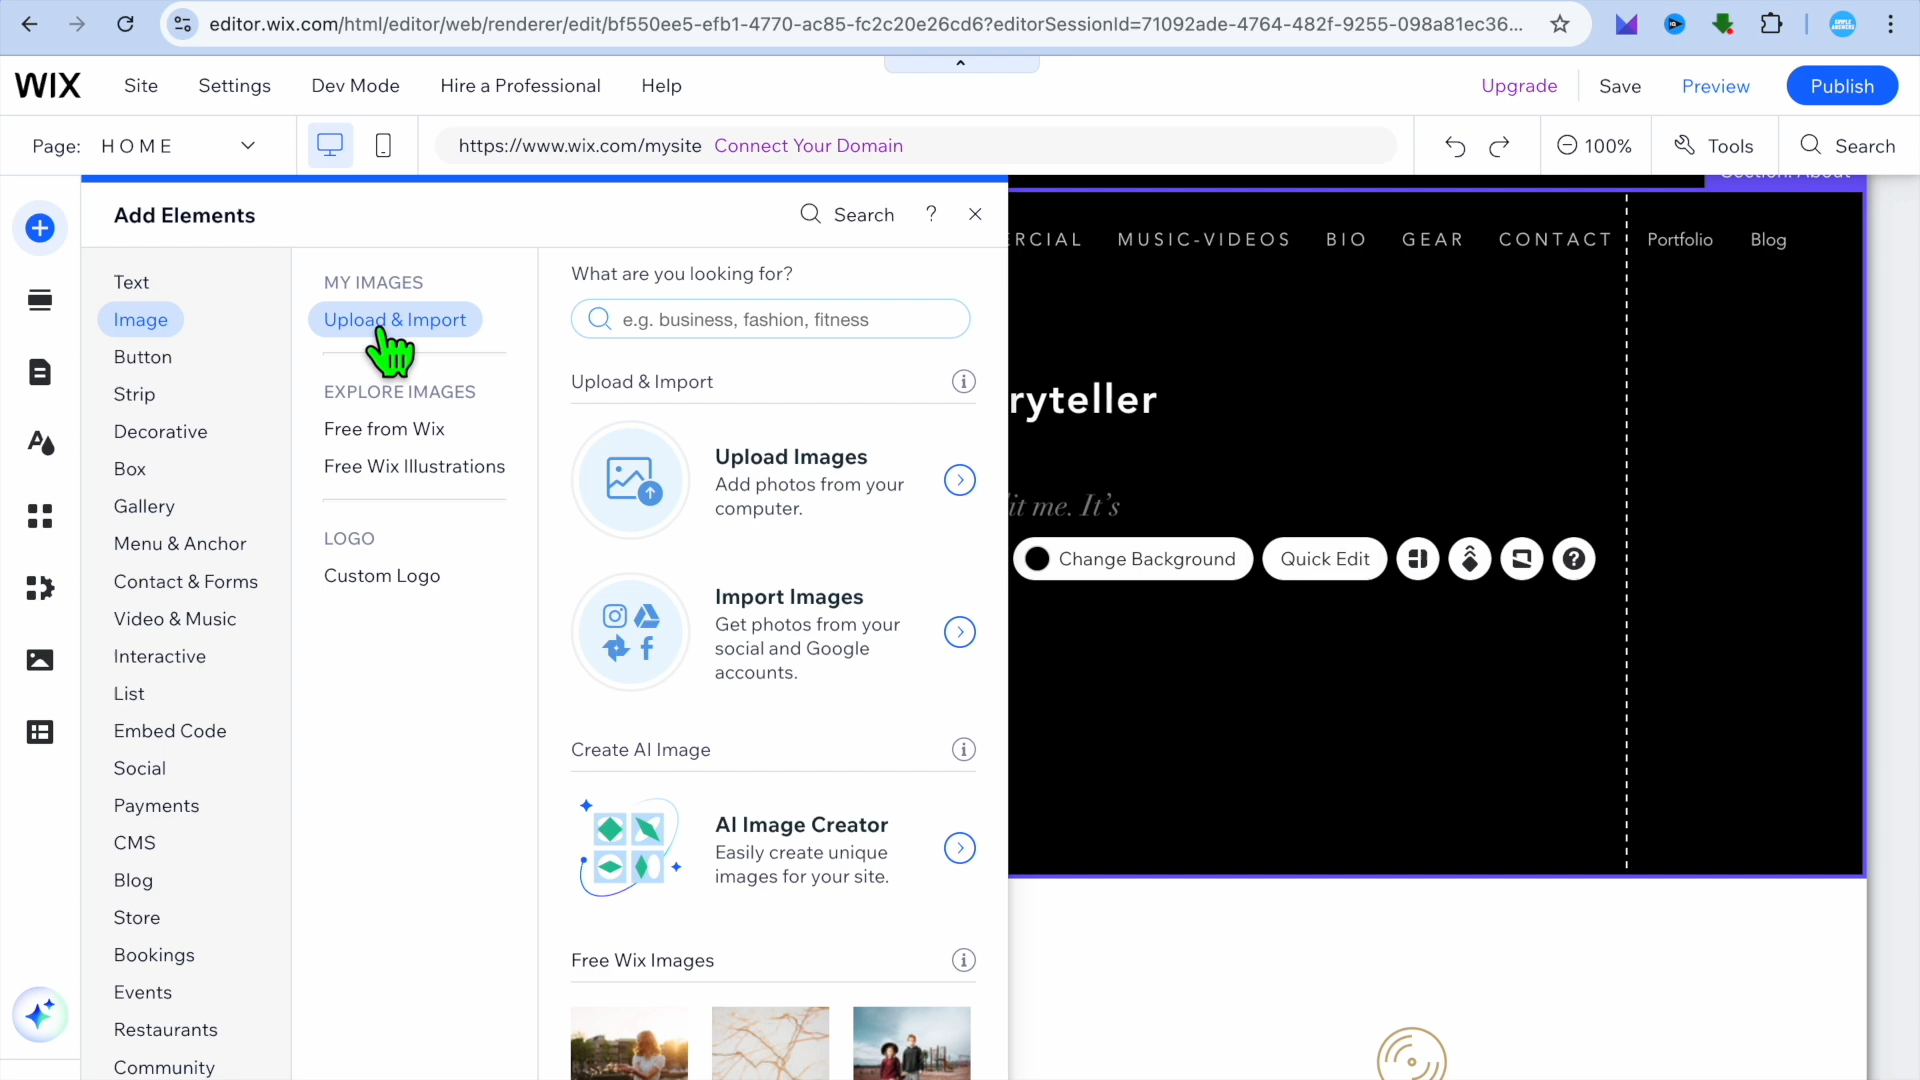 editor.wix.com/html/editor/web/renderer/edit/bf550ee5-efb1-4770-ac85-fc2c20e26cd6?editorSessionId=71092ade-4764-482f-9255-098a81ec36...
SIMPLE ANSWERS
WIX Site Settings Dev Mode Hire a Professional Help Upgrade Save Preview Publish
Page: HOME https://www.wix.com/mysite Connect Your Domain 100% Tools Search
Section: About
Add Elements Search ?
RCIAL MUSIC-VIDEOS BIO GEAR CONTACT Portfolio Blog
Text
Image
Button
Strip
Decorative
Box
Gallery
Menu & Anchor
Contact & Forms
Video & Music
Interactive
List
Embed Code
Social
Payments
CMS
Blog
Store
Bookings
Events
Restaurants
Community
MY IMAGES
Upload & Import
EXPLORE IMAGES
Free from Wix
Free Wix Illustrations
LOGO
Custom Logo
What are you looking for?
e.g. business, fashion, fitness
Upload & Import
Upload Images
Add photos from your
computer.
Import Images
Get photos from your
social and Google
accounts.
Create AI Image
AI Image Creator
Easily create unique
images for your site.
Free Wix Images
ryteller
it me. It's
Change Background Quick Edit ?